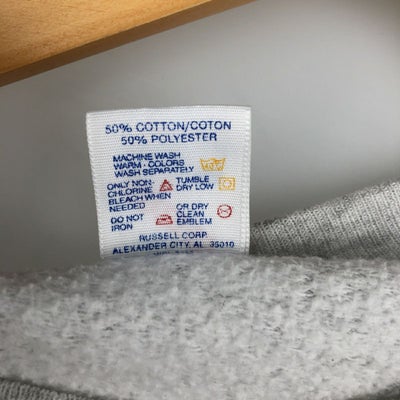 50% COTTON/COTON
50% POLYESTER
MACHINE WASH
WARM - COLORS
WASH SEPARATELY
ONLY NON-
CHLORINE
BLEACH WHEN
NEEDED
TUMBLE
DRY LOW
DO NOT
IRON
OR DRY
CLEAN
EMBLEM
RUSSELL CORP.
ALEXANDER CITY, AL 35010